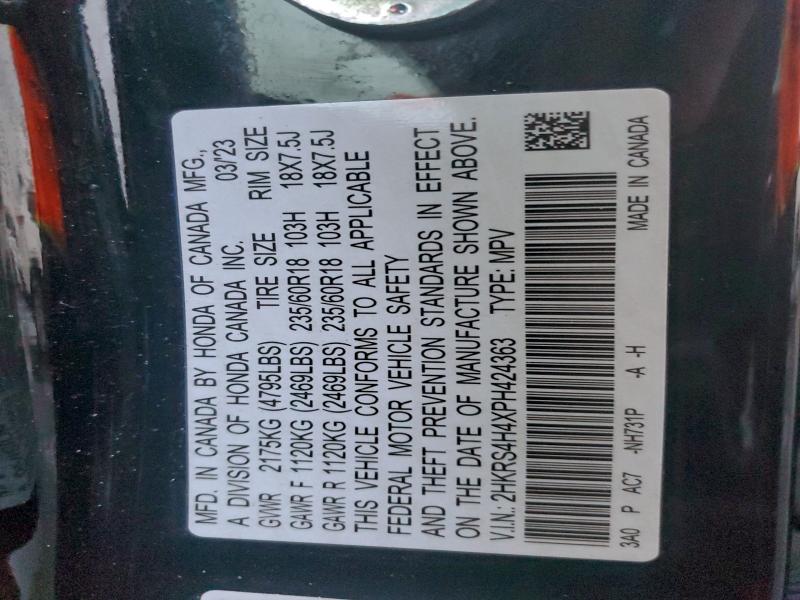 MFD. IN CANADA BY HONDA OF CANADA MFG.,
A DIVISION OF HONDA CANADA INC. 03/'23
GVWR 2175KG (4795LBS) TIRE SIZE RIM SIZE
GAWR F 1120KG (2469LBS) 235/60R18 103H 18X7.5J
GAWR R 1120KG (2469LBS) 235/60R18 103H 18X7.5J
THIS VEHICLE CONFORMS TO ALL APPLICABLE
FEDERAL MOTOR VEHICLE SAFETY
AND THEFT PREVENTION STANDARDS IN EFFECT
ON THE DATE OF MANUFACTURE SHOWN ABOVE.
V.I.N.: 2HKRS4H4XPH424363 TYPE: MPV
3A0 P AC7 -NH731P -A -H MADE IN CANADA